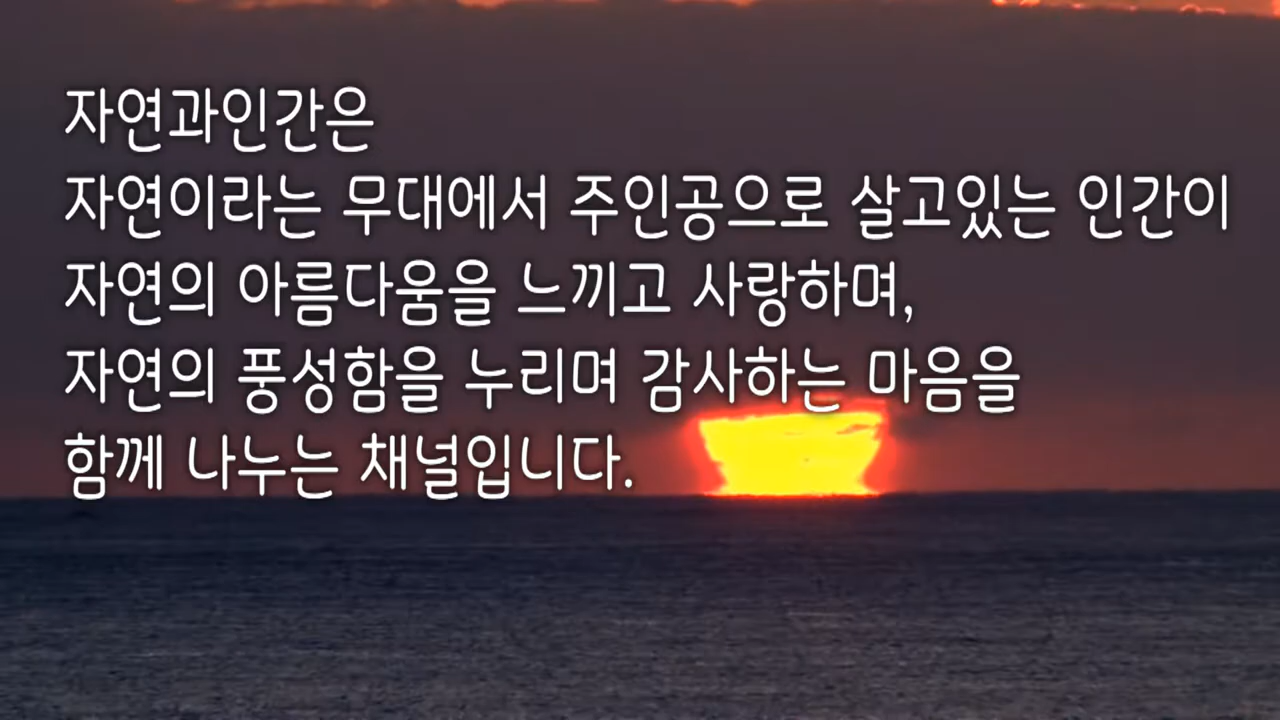 자연과인간은
자연이라는 무대에서 주인공으로 살고있는 인간이
자연의 아름다움을 느끼고 사랑하며,
자연의 풍성함을 누리며 감사하는 마음을
함께 나누는 채널입니다.